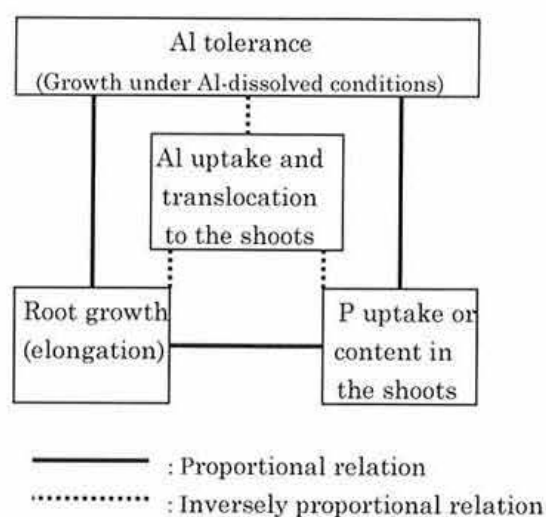 Al tolerance
(Growth under Al-dissolved conditions)
Al uptake and
translocation
to the shoots
Root growth
(elongation)
P uptake or
content in
the shoots
: Proportional relation
: Inversely proportional relation